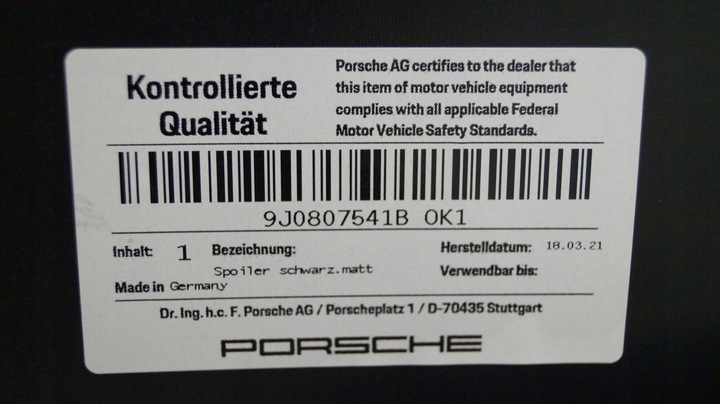 Kontrollierte
Qualität
Porsche AG certifies to the dealer that
this item of motor vehicle equipment
complies with all applicable Federal
Motor Vehicle Safety Standards.
9J0807541B OK1
Inhalt: 1 Bezeichnung: Herstelldatum: 18.03.21
Spoiler schwarz.matt Verwendbar bis:
Made in Germany
Dr. Ing. h.c. F. Porsche AG / Porscheplatz 1 / D-70435 Stuttgart
PORSCHE